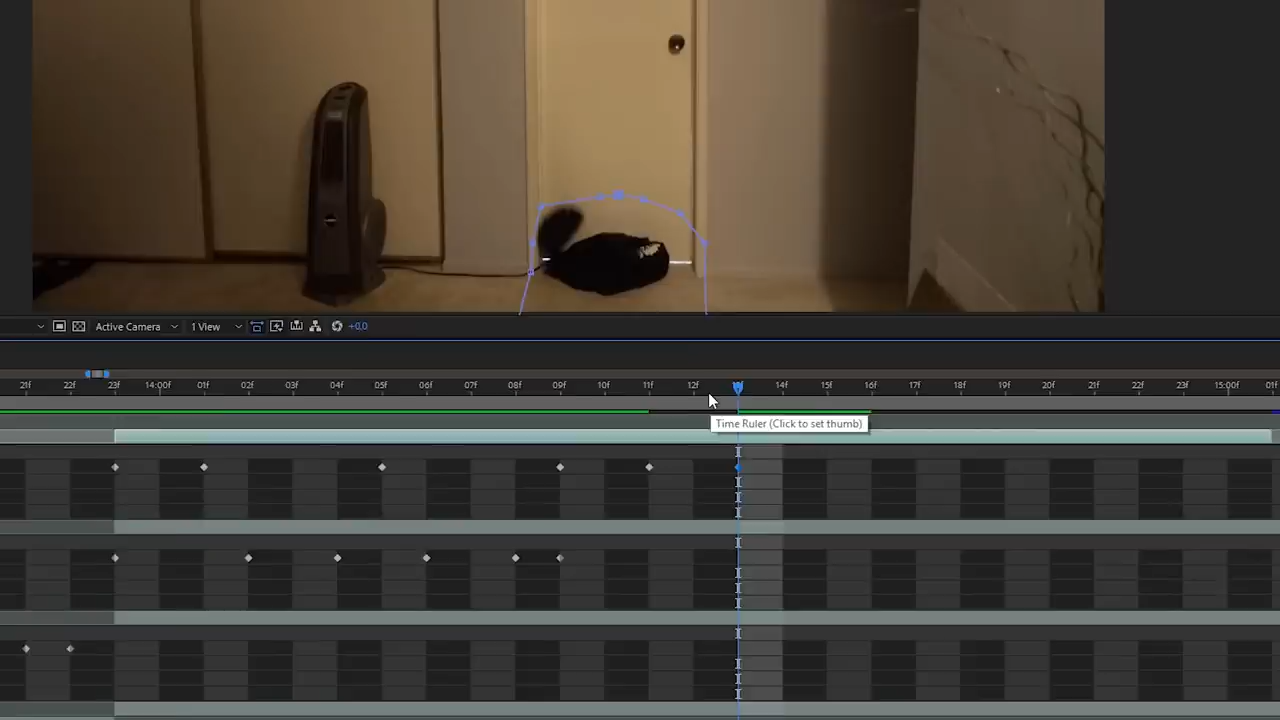 Active Camera 1 View +0.0
21f 22f 23f 14:00f 01f 02f 03f 04f 05f 06f 07f 08f 09f 10f 11f 12f 14f 15f 16f 17f 18f 19f 20f 21f 22f 23f 15:00f 01f
Time Ruler (Click to set thumb)